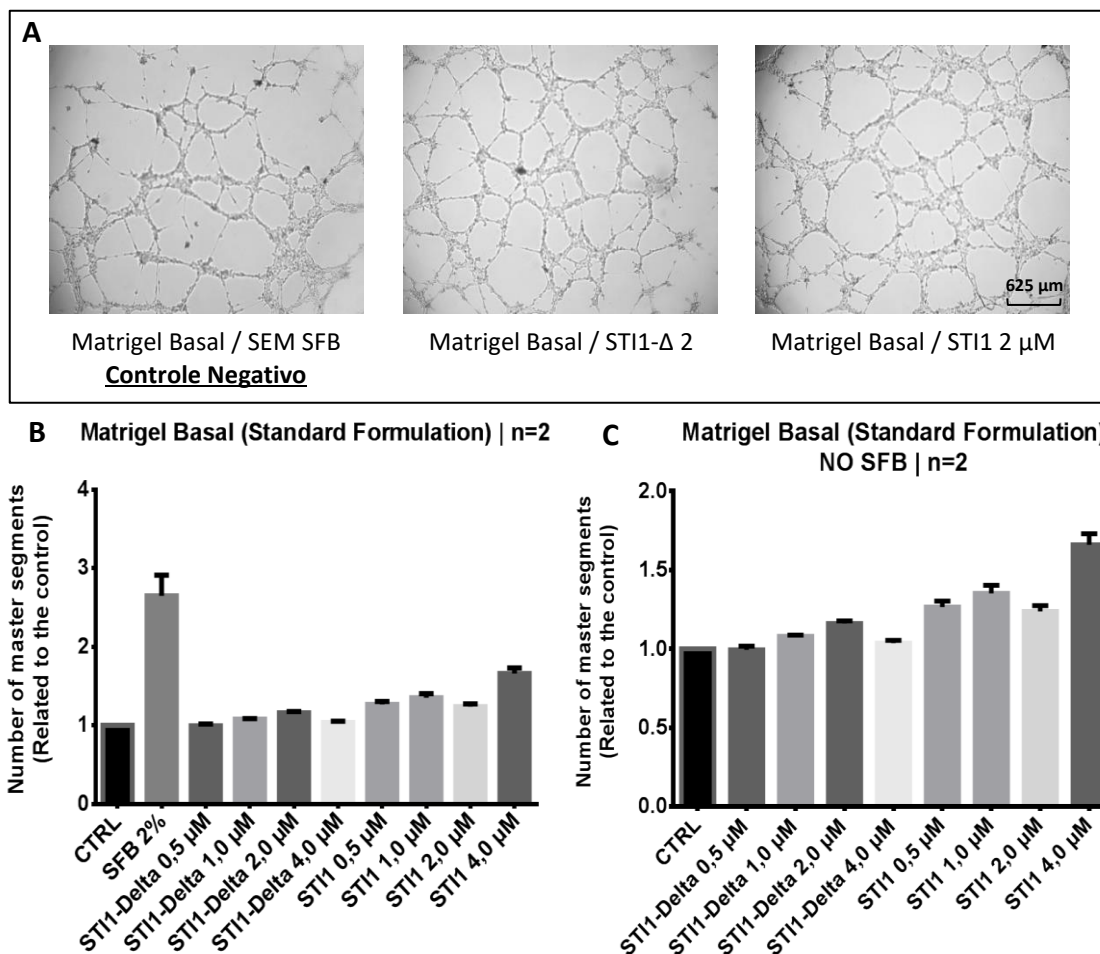 A
625 µm
Matrigel Basal / SEM SFB
Controle Negativo
Matrigel Basal / STI1-Δ 2
Matrigel Basal / STI1 2 µM
B
Matrigel Basal (Standard Formulation) | n=2
Number of master segments
(Related to the control)
4
3
2
1
0
CTRL
SFB 2%
STI1-Delta 0,5 µM
STI1-Delta 1,0 µM
STI1-Delta 2,0 µM
STI1-Delta 4,0 µM
STI1 0,5 µM
STI1 1,0 µM
STI1 2,0 µM
STI1 4,0 µM
C
Matrigel Basal (Standard Formulation)
NO SFB | n=2
Number of master segments
(Related to the control)
2.0
1.5
1.0
0.5
0.0
CTRL
STI1-Delta 0,5 µM
STI1-Delta 1,0 µM
STI1-Delta 2,0 µM
STI1-Delta 4,0 µM
STI1 0,5 µM
STI1 1,0 µM
STI1 2,0 µM
STI1 4,0 µM